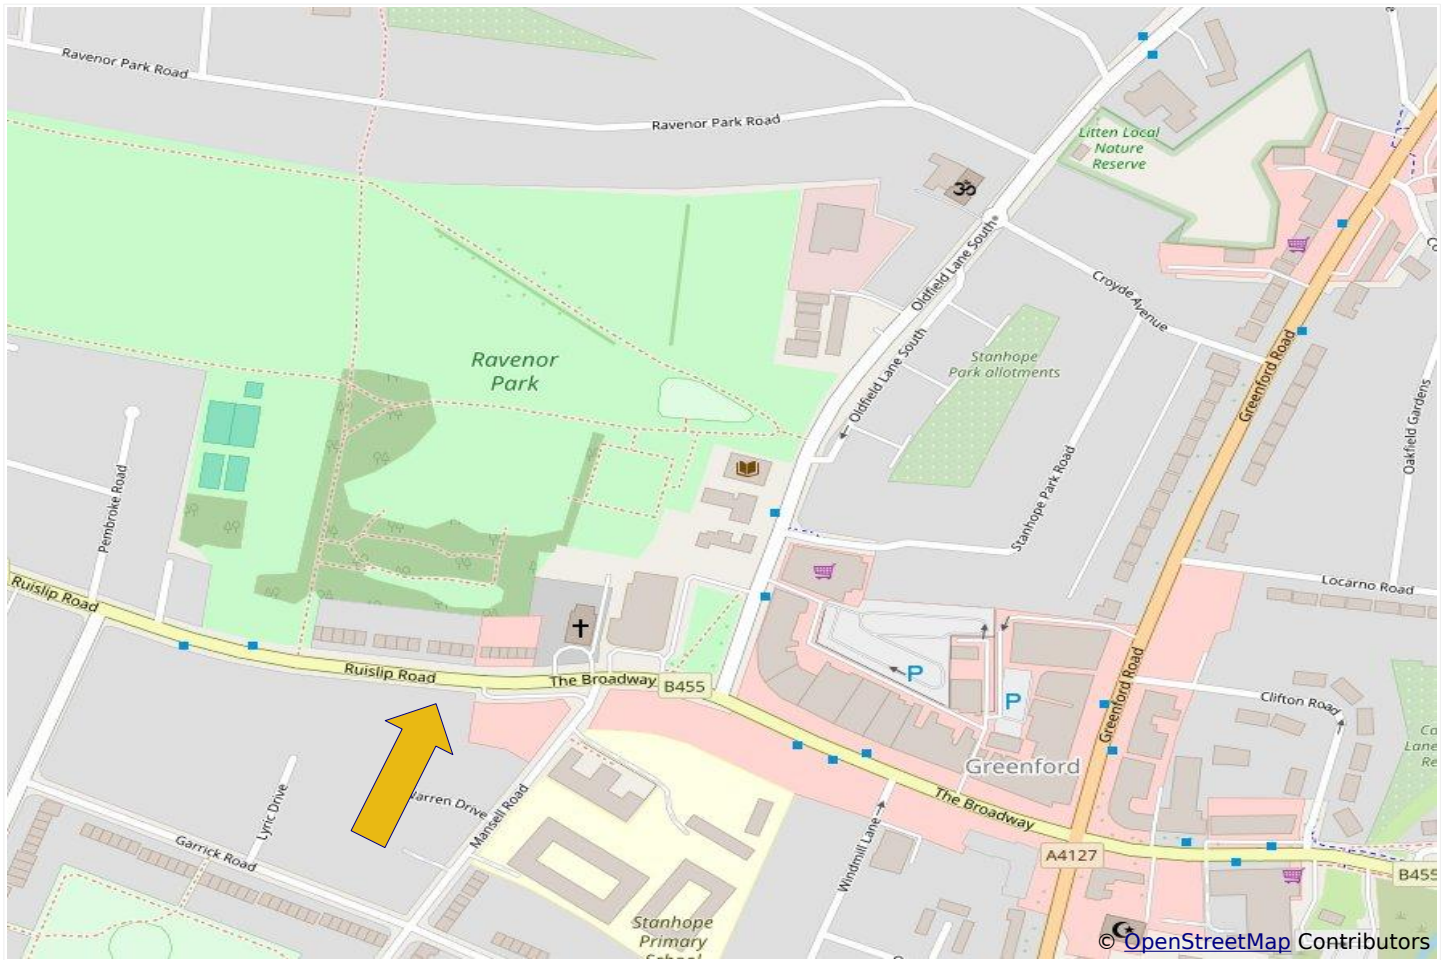 Ravenor Park Road
Ravenor Park Road
Litten Local
Nature
Reserve
Oldfield Lane South
Croyde Avenue
Oldfield Lane South
Stanhope
Park allotments
Ravenor
Park
Greenford Road
Oakfield Gardens
Pembroke Road
Stanhope Park Road
Ruislip Road
Locarno Road
Ruislip Road
The Broadway
B455
P
P
Clifton Road
Greenford Road
Greenford
Lyric Drive
Warren Drive
Mansell Road
The Broadway
Garrick Road
Windmill Lane
A4127
B455
Stanhope
Primary
School
© OpenStreetMap Contributors